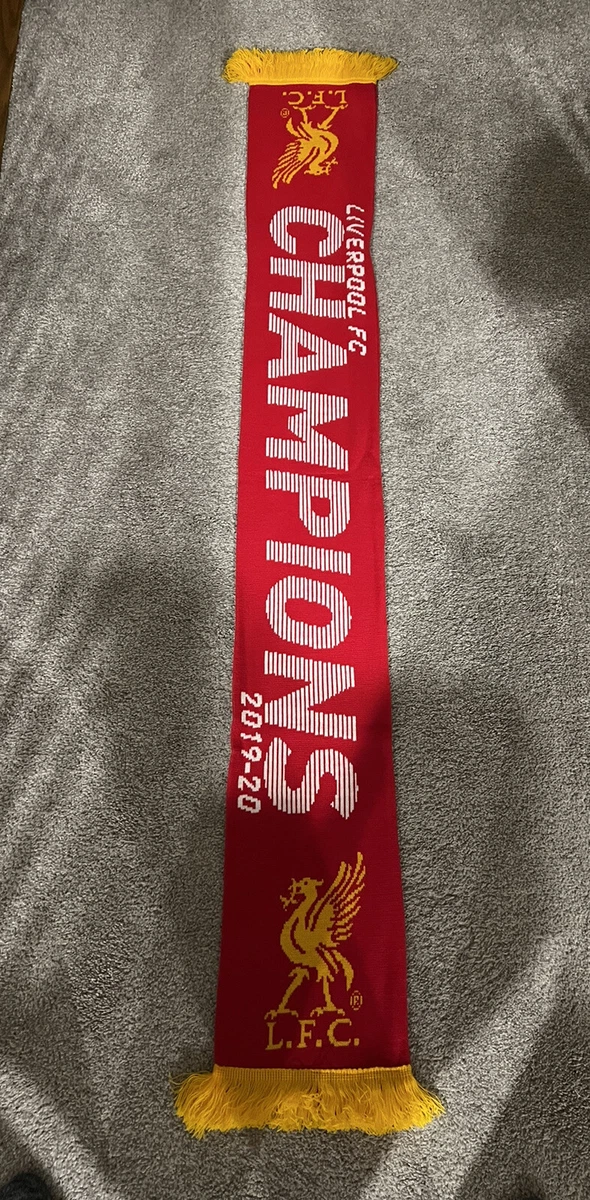 L.F.C.
®
LIVERPOOL FC
CHAMPIONS
2019-20
®
L.F.C.